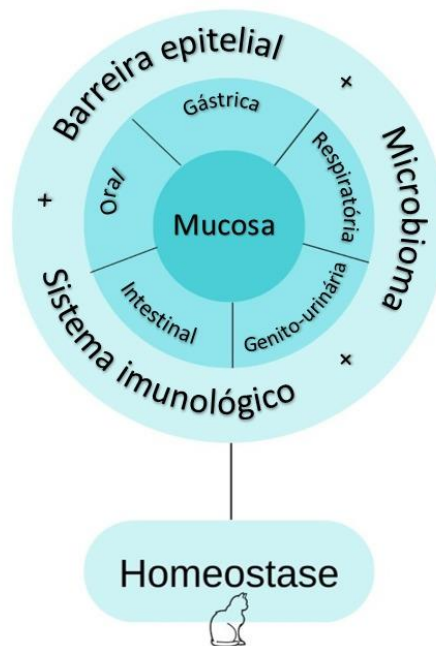 Barreira epitelial
+
Microbioma
+
Sistema imunológico
+
Gástrica
Respiratória
Genito-urinária
Intestinal
Oral
Mucosa
Homeostase